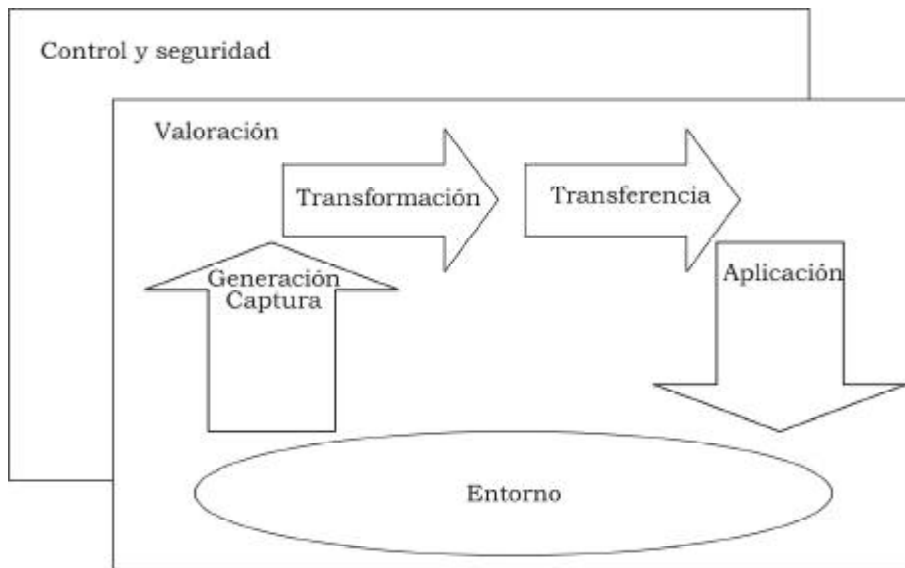 Control y seguridad
Valoración
Transformación
Transferencia
Generación
Captura
Aplicación
Entorno